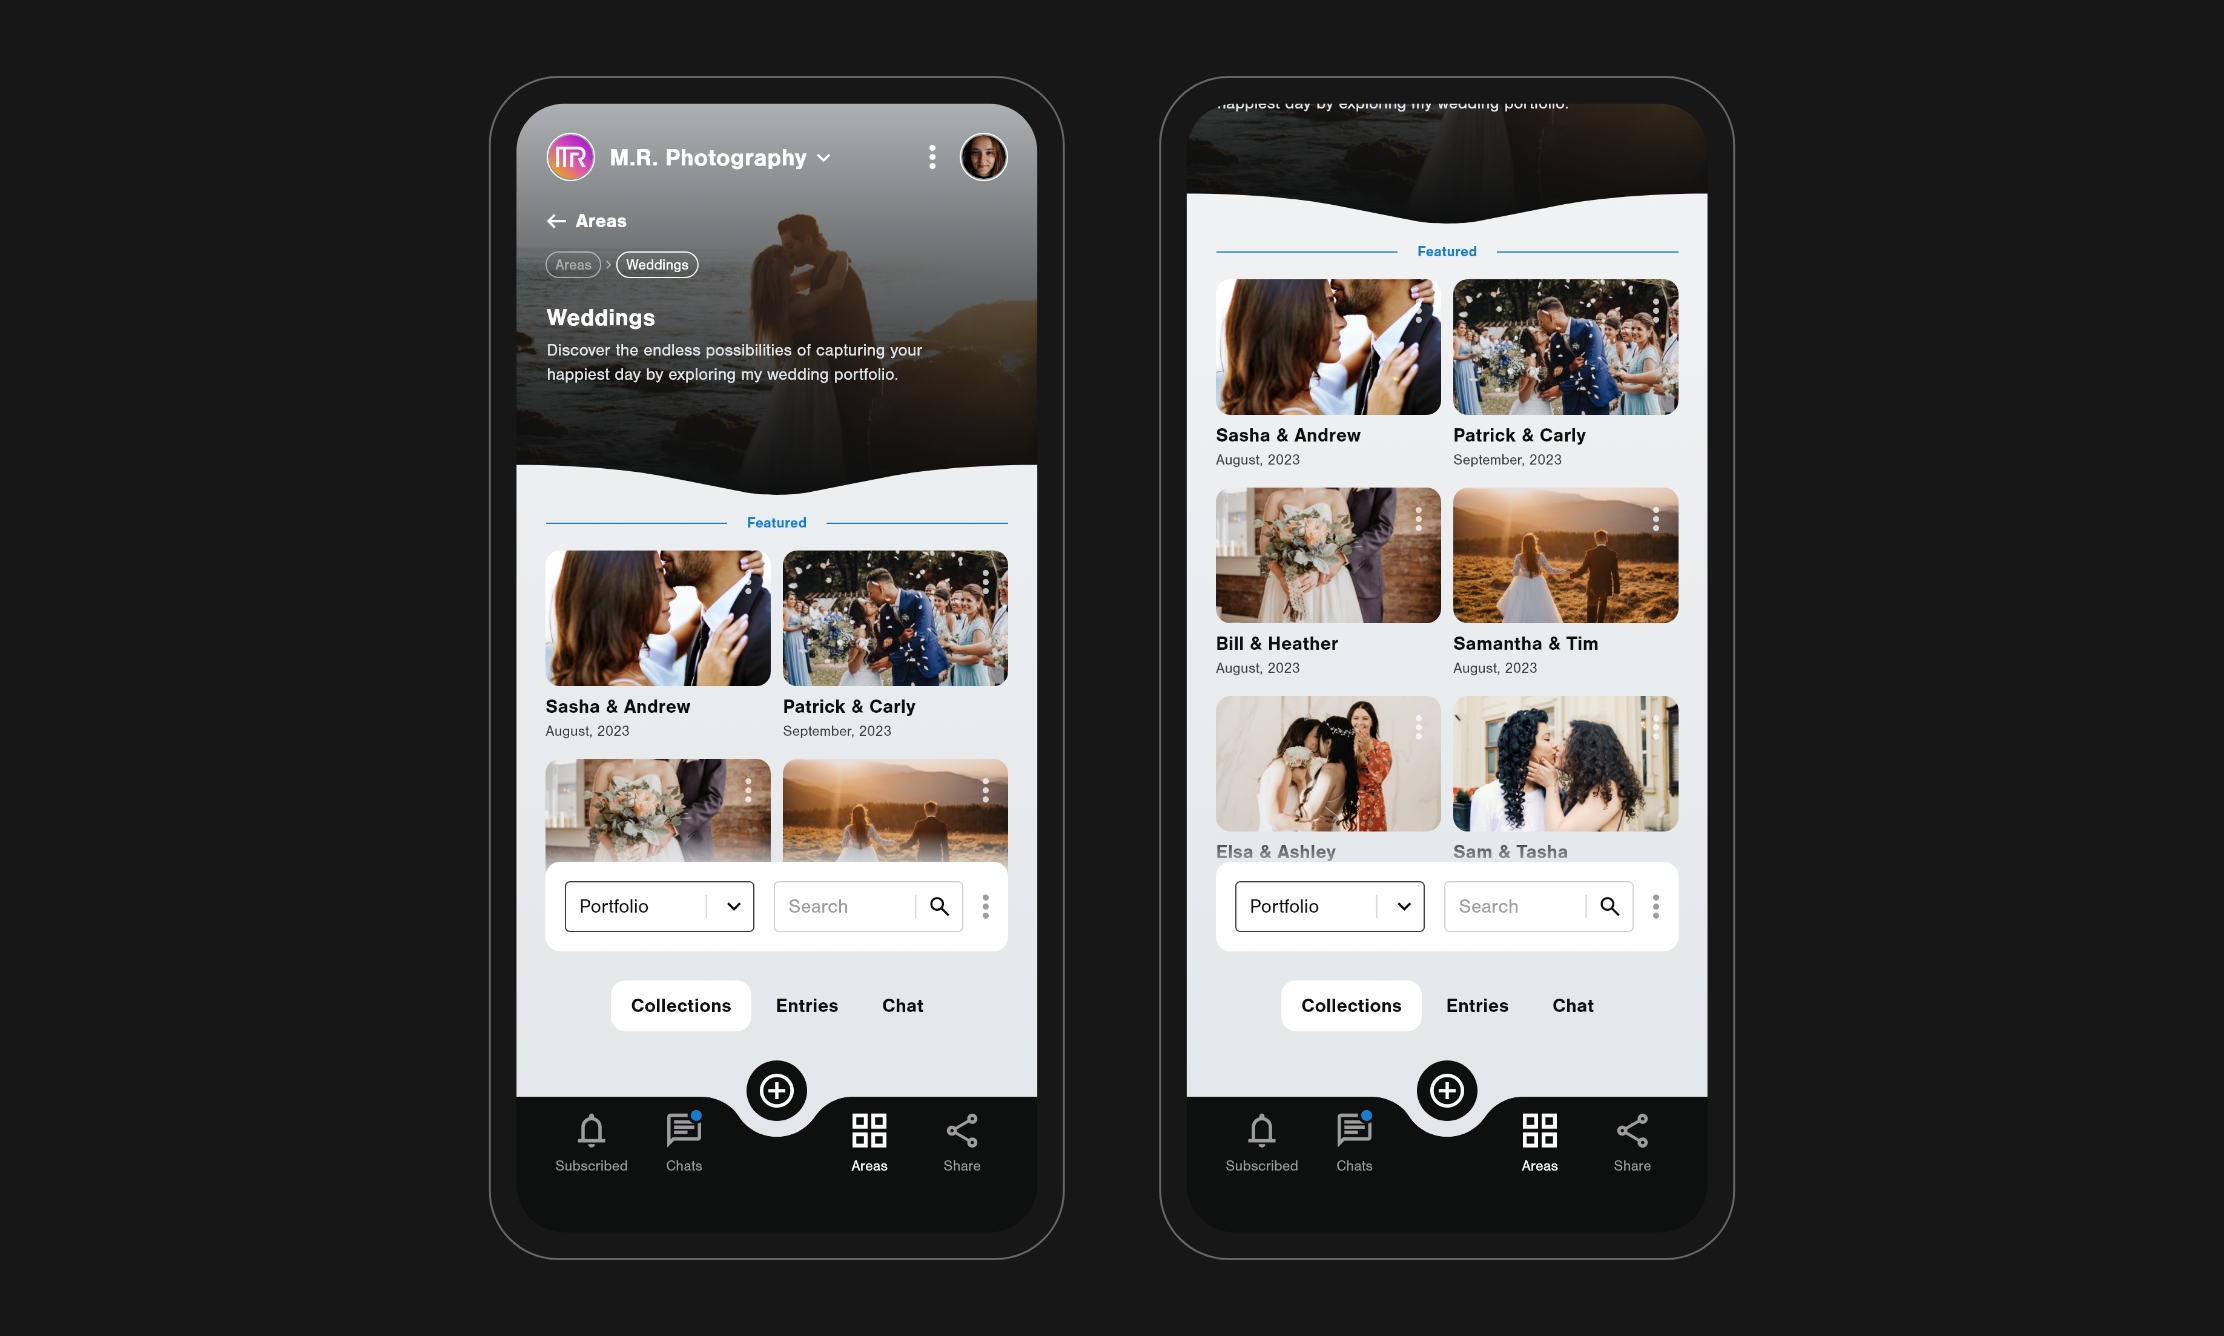 MR M.R. Photography
Areas
Areas > Weddings
Weddings
Discover the endless possibilities of capturing your
happiest day by exploring my wedding portfolio.
Featured
Sasha & Andrew
August, 2023
Patrick & Carly
September, 2023
Portfolio
Search
Collections
Entries
Chat
Subscribed
Chats
Areas
Share
happiest day by exploring my wedding portfolio.
Featured
Sasha & Andrew
August, 2023
Patrick & Carly
September, 2023
Bill & Heather
August, 2023
Samantha & Tim
August, 2023
Elsa & Ashley
Sam & Tasha
Portfolio
Search
Collections
Entries
Chat
Subscribed
Chats
Areas
Share